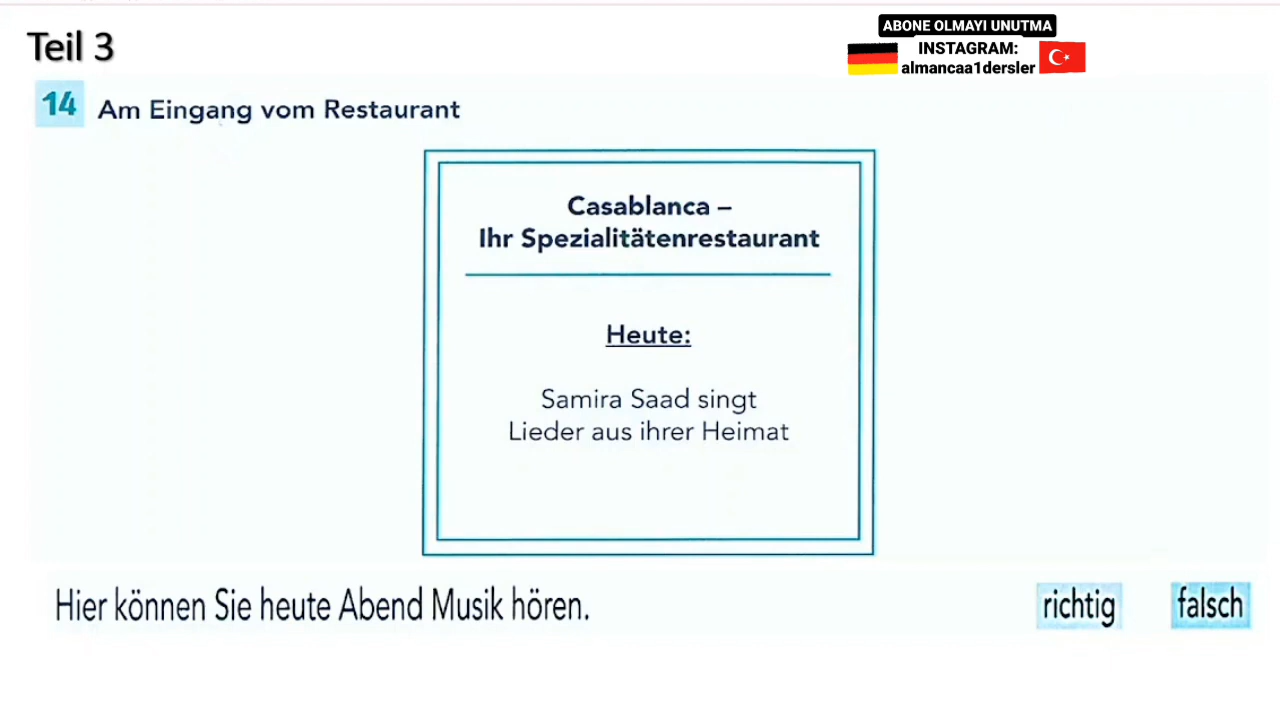 ABONE OLMAYI UNUTMA
INSTAGRAM:
almancaa1dersler
Teil 3
14 Am Eingang vom Restaurant
Casablanca –
Ihr Spezialitätenrestaurant
Heute:
Samira Saad singt
Lieder aus ihrer Heimat
Hier können Sie heute Abend Musik hören.
richtig
falsch